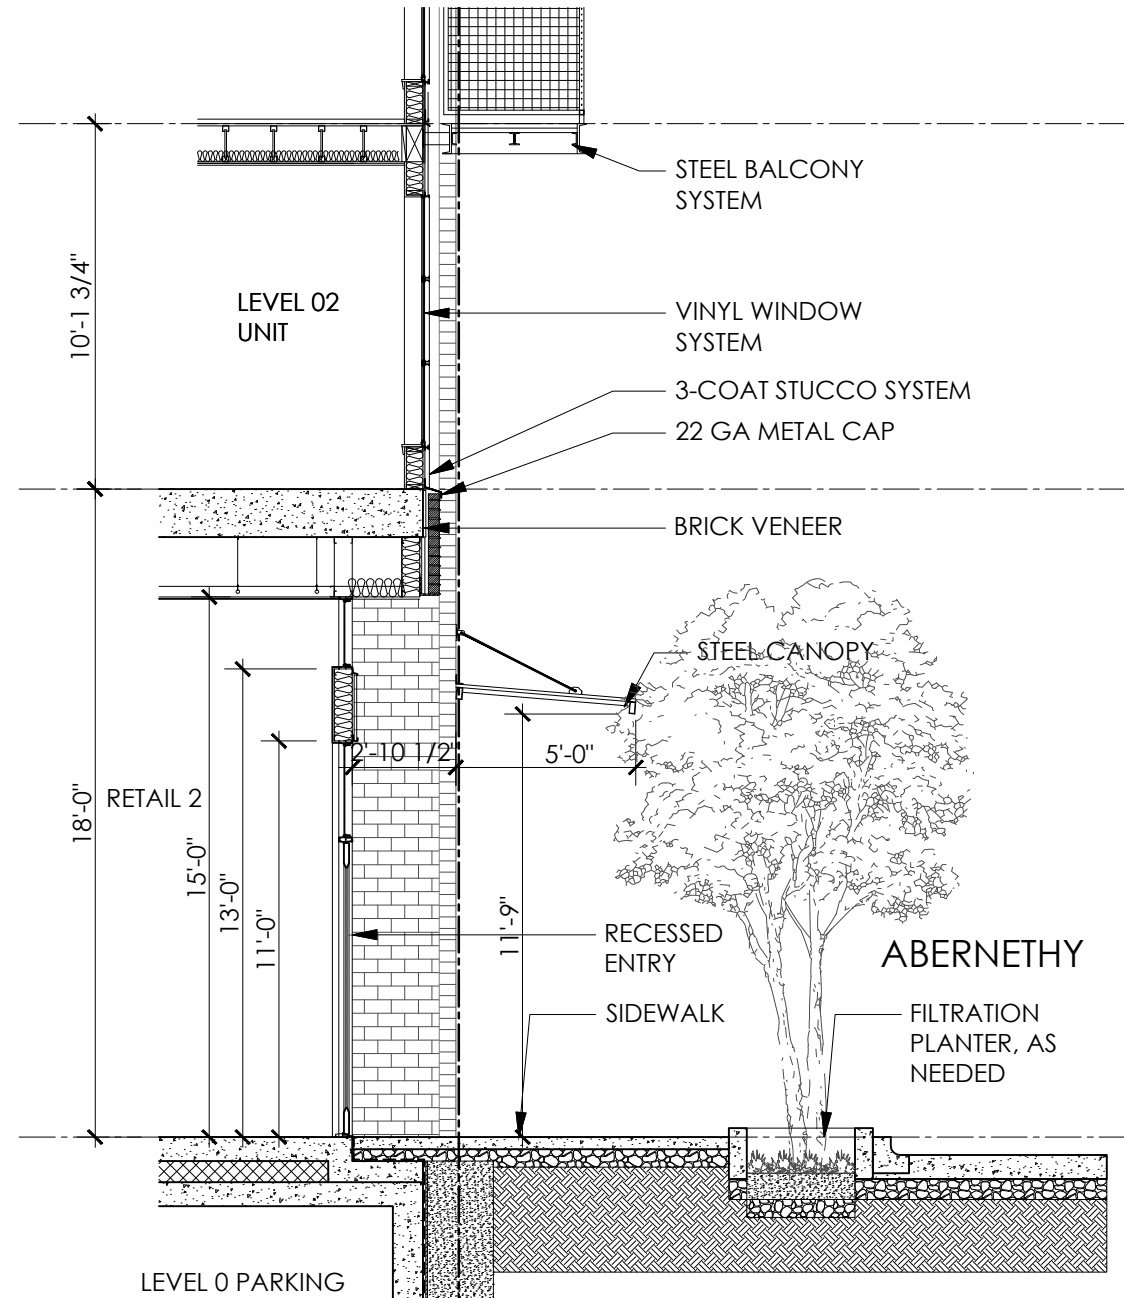 STEEL BALCONY
SYSTEM
10'-1 3/4"
LEVEL 02
UNIT
VINYL WINDOW
SYSTEM
3-COAT STUCCO SYSTEM
22 GA METAL CAP
BRICK VENEER
STEEL CANOPY
2'-10 1/2"
5'-0"
RETAIL 2
18'-0"
15'-0"
13'-0"
11'-0"
11'-9"
RECESSED
ENTRY
ABERNETHY
SIDEWALK
FILTRATION
PLANTER, AS
NEEDED
LEVEL 0 PARKING